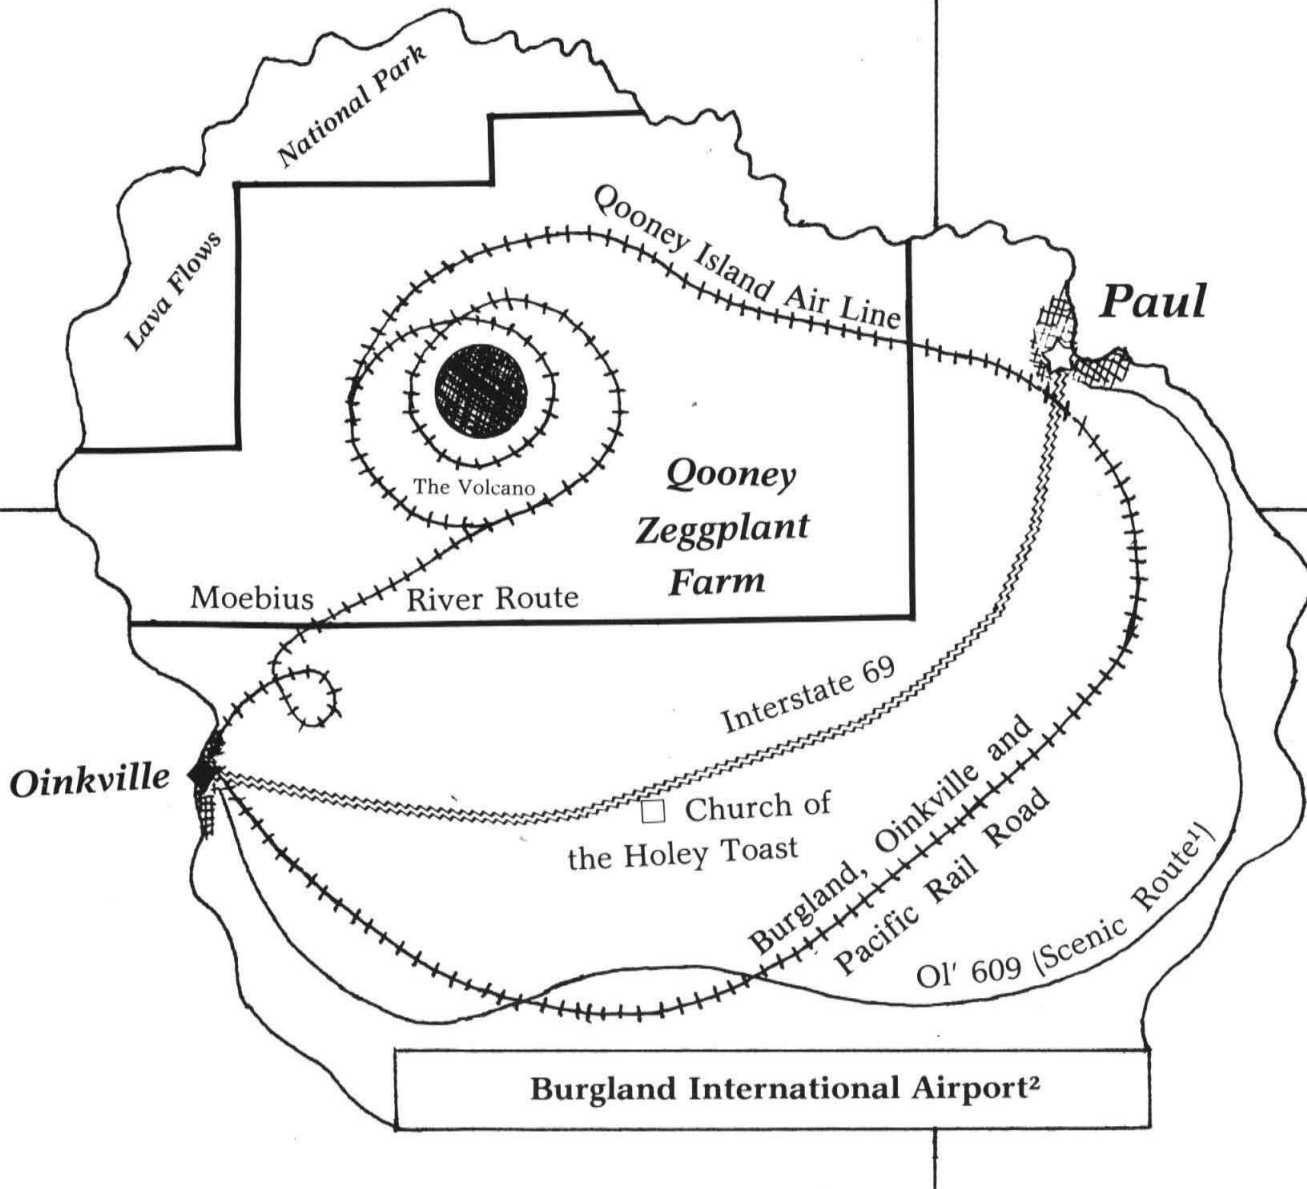 National Park
Lava Flows
Qooney Island Air Line
Paul
The Volcano
Qooney
Zeggplant
Farm
Moebius River Route
Interstate 69
Oinkville
Church of
the Holey Toast
Burgland, Oinkville and
Pacific Rail Road
Ol' 609 (Scenic Route¹)
Burgland International Airport²